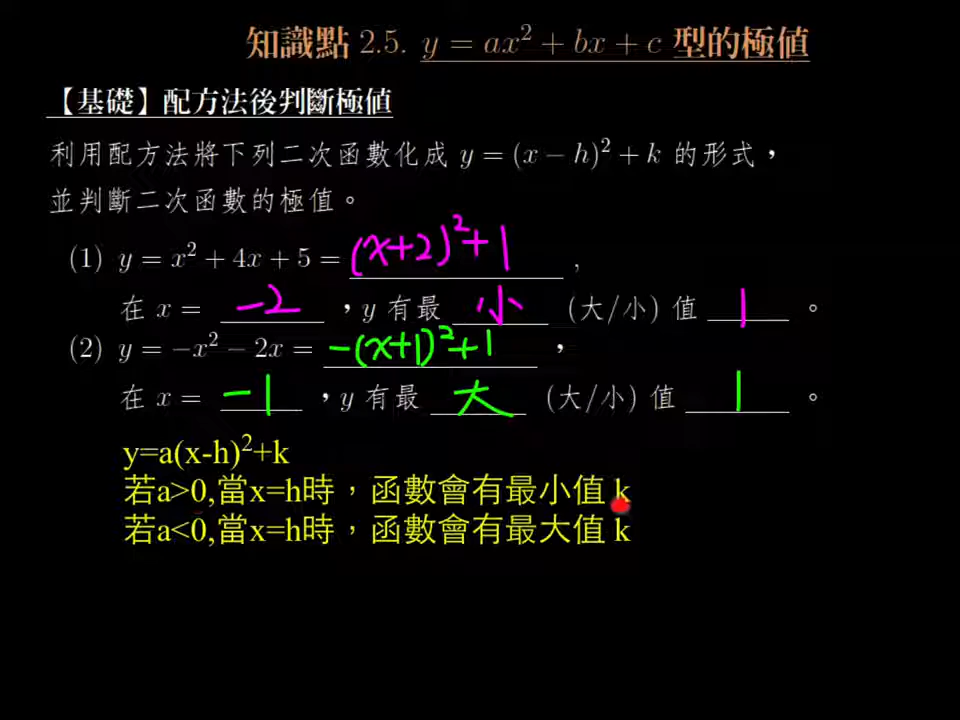 知識點 2.5. y = ax² + bx + c 型的極值
【基礎】配方法後判斷極值
利用配方法將下列二次函數化成 y = (x − h)² + k 的形式，
並判斷二次函數的極值。
(1) y = x² + 4x + 5 = (x+2)²+1 ，
在 x = −2 ，y 有最 小 (大/小) 值 1 。
(2) y = −x² − 2x = −(x+1)²+1 ，
在 x = −1 ，y 有最 大 (大/小) 值 1 。
y=a(x-h)²+k
若a>0,當x=h時，函數會有最小值 k
若a<0,當x=h時，函數會有最大值 k